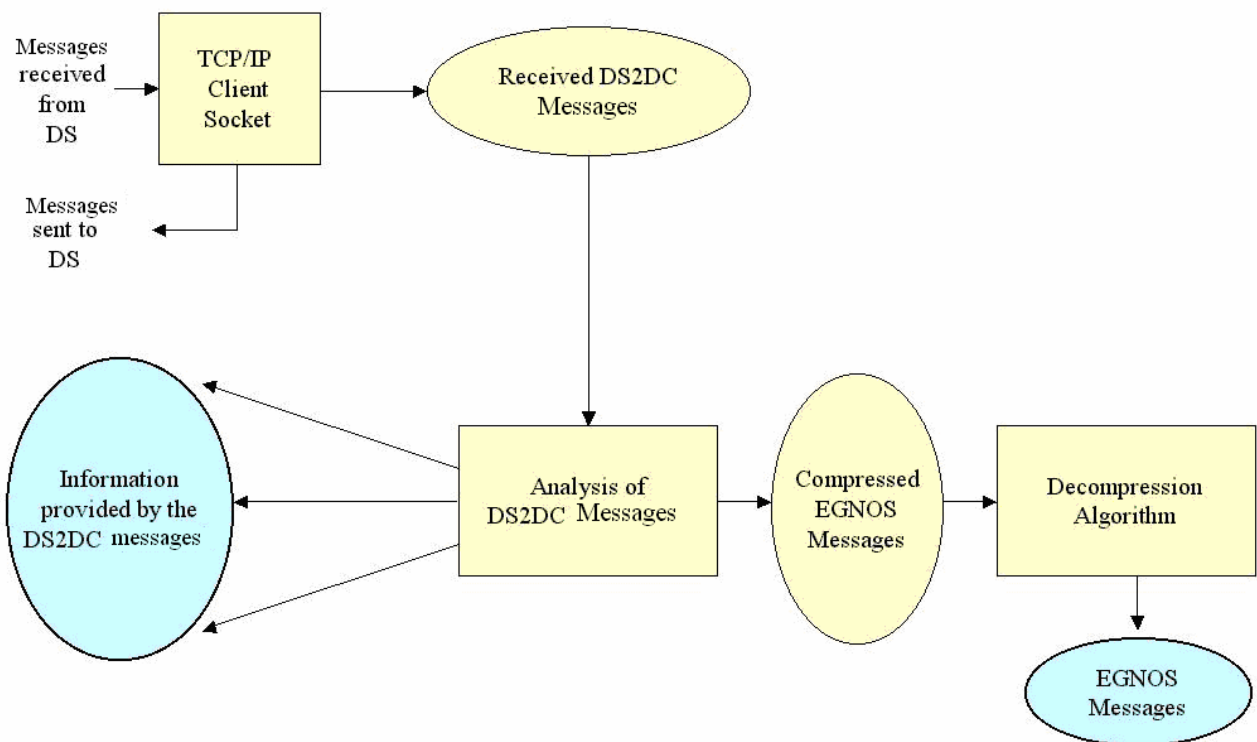 Messages
received
from
DS
TCP/IP
Client
Socket
Received DS2DC
Messages
Messages
sent to
DS
Information
provided by the
DS2DC messages
Analysis of
DS2DC Messages
Compressed
EGNOS
Messages
Decompression
Algorithm
EGNOS
Messages